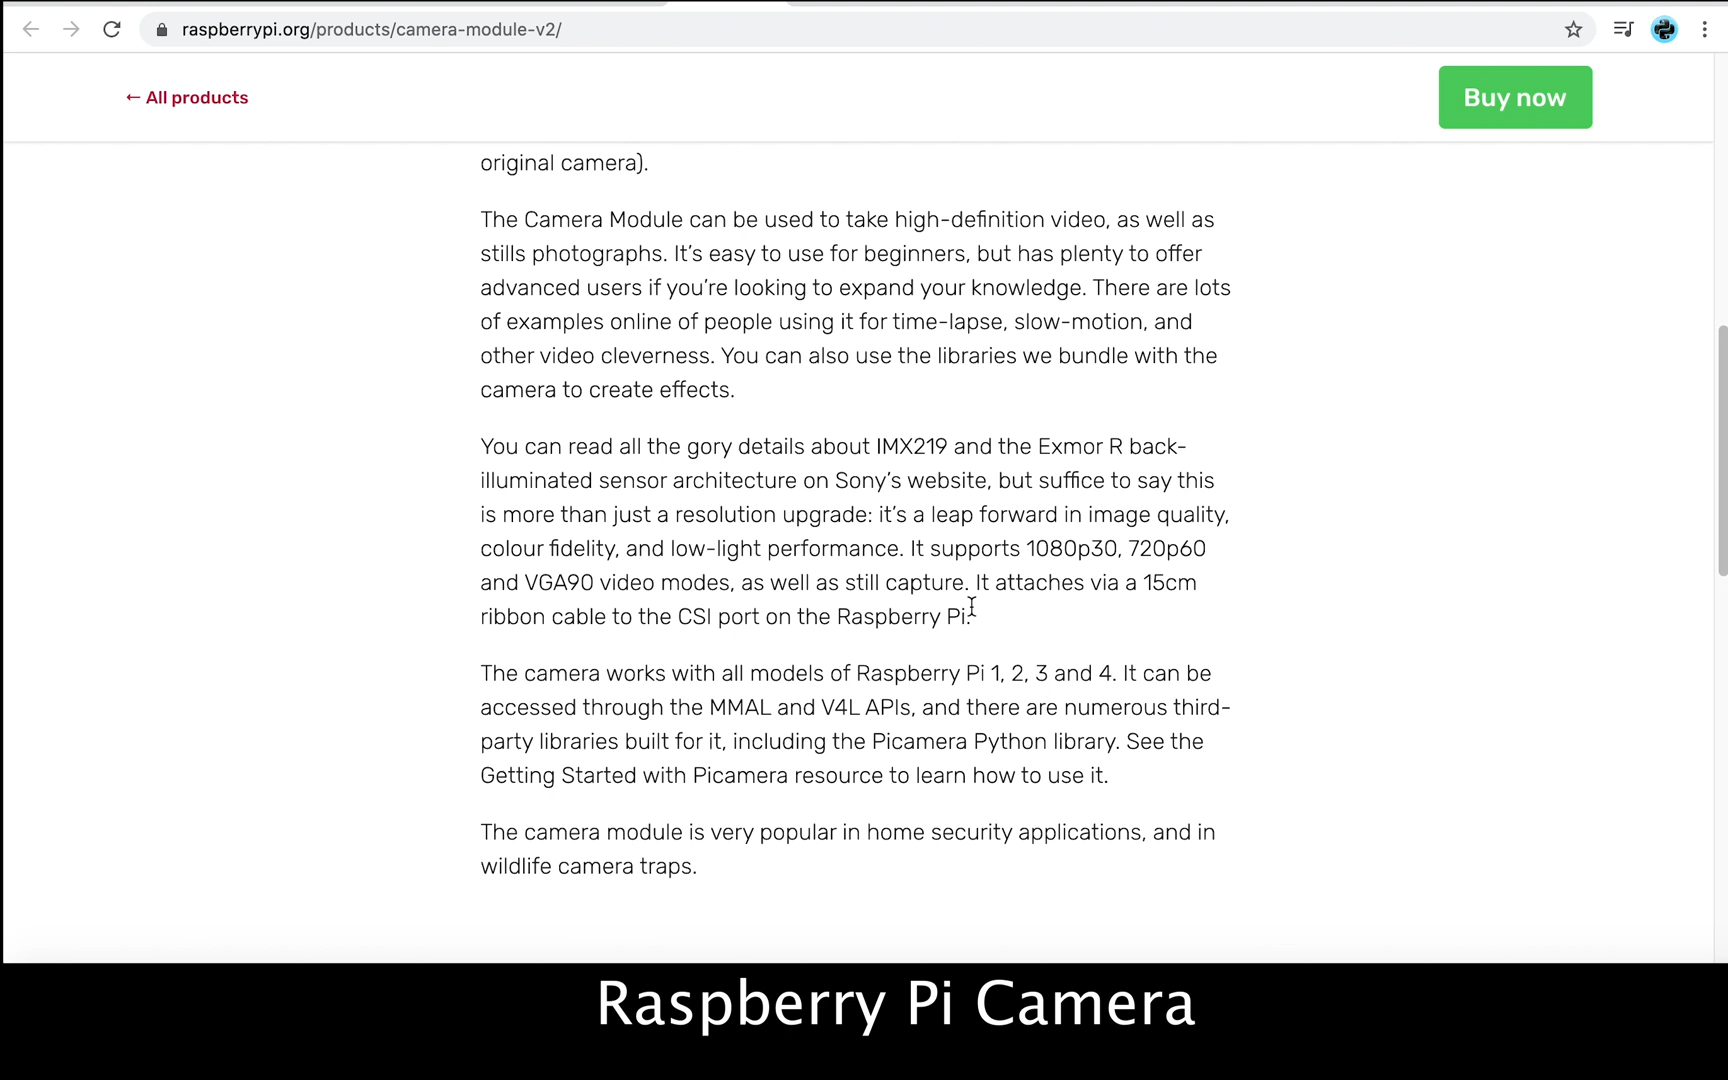 raspberrypi.org/products/camera-module-v2/
← All products
Buy now
original camera).
The Camera Module can be used to take high-definition video, as well as
stills photographs. It's easy to use for beginners, but has plenty to offer
advanced users if you're looking to expand your knowledge. There are lots
of examples online of people using it for time-lapse, slow-motion, and
other video cleverness. You can also use the libraries we bundle with the
camera to create effects.
You can read all the gory details about IMX219 and the Exmor R back-
illuminated sensor architecture on Sony's website, but suffice to say this
is more than just a resolution upgrade: it's a leap forward in image quality,
colour fidelity, and low-light performance. It supports 1080p30, 720p60
and VGA90 video modes, as well as still capture. It attaches via a 15cm
ribbon cable to the CSI port on the Raspberry Pi.
The camera works with all models of Raspberry Pi 1, 2, 3 and 4. It can be
accessed through the MMAL and V4L APIs, and there are numerous third-
party libraries built for it, including the Picamera Python library. See the
Getting Started with Picamera resource to learn how to use it.
The camera module is very popular in home security applications, and in
wildlife camera traps.
Raspberry Pi Camera